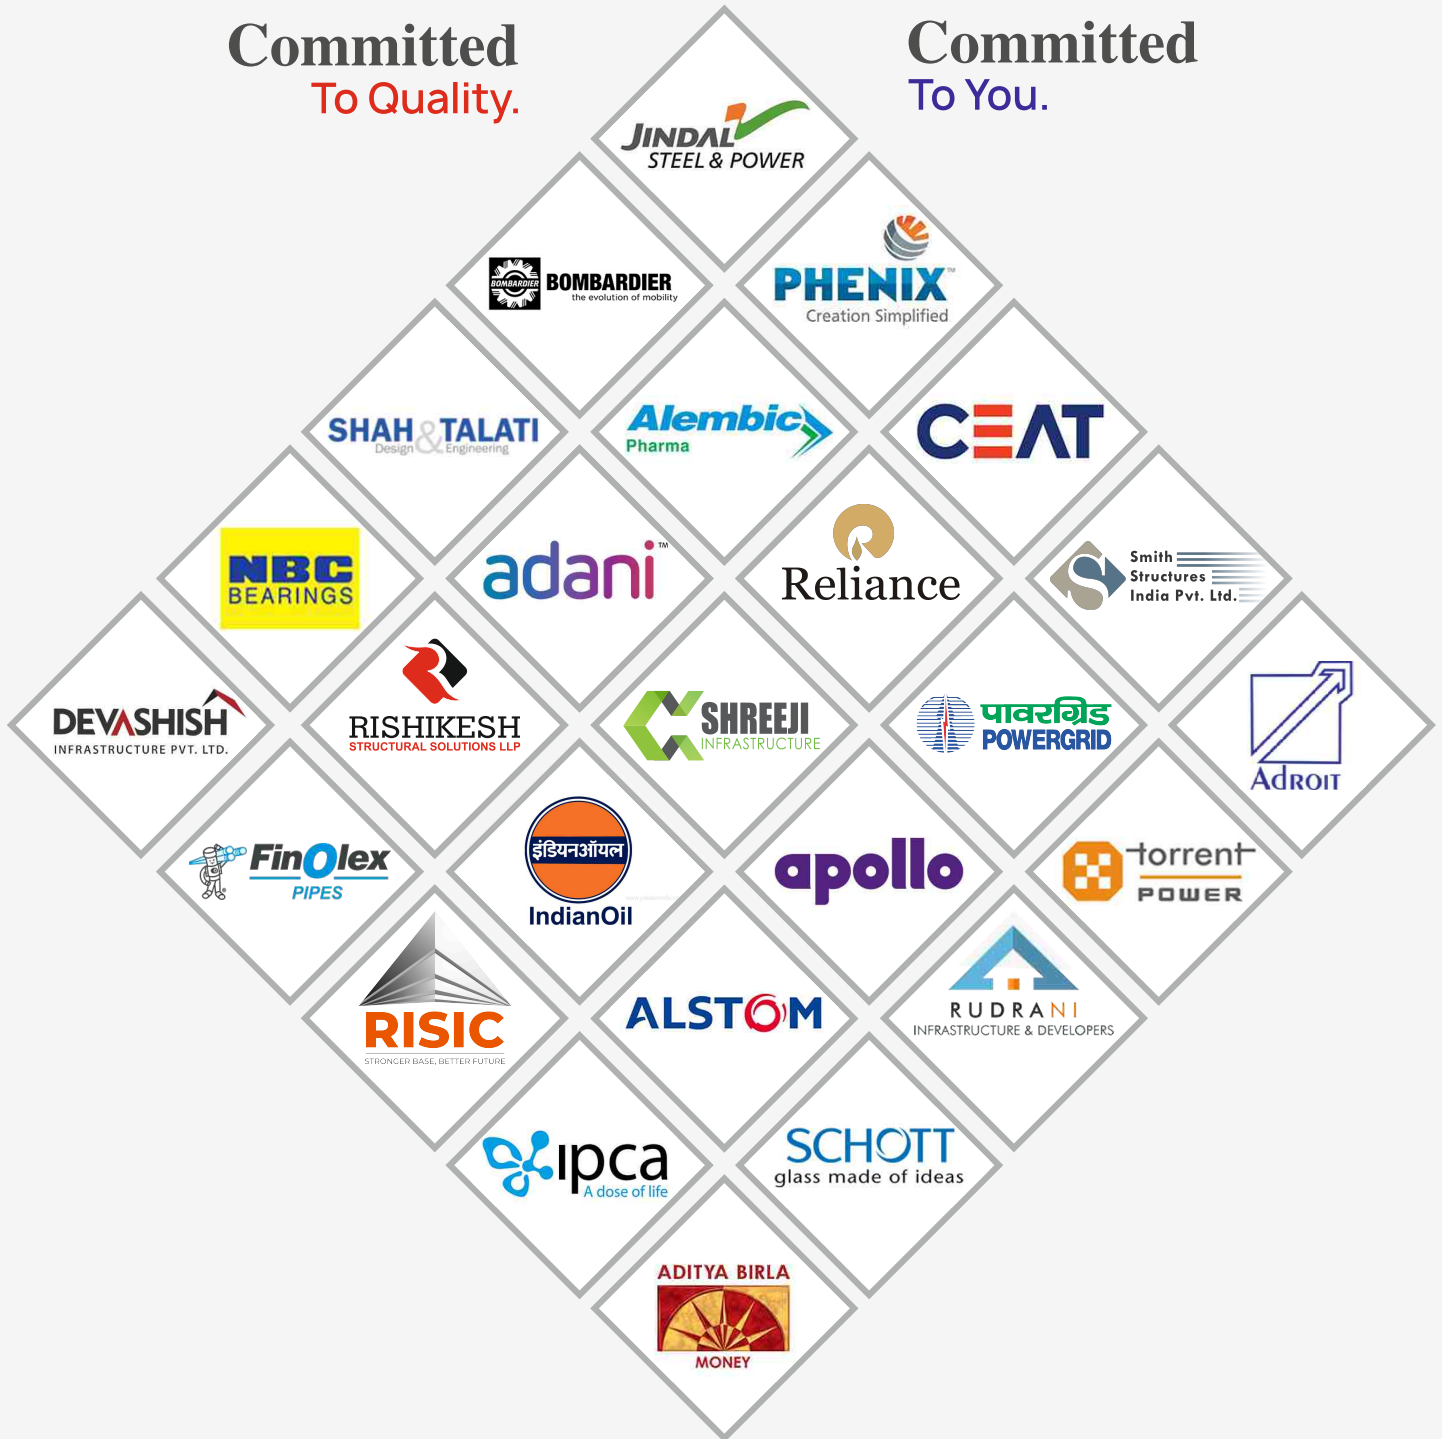 Committed
To Quality.
Committed
To You.
JINDAL
STEEL & POWER
BOMBARDIER
BOMBARDIER
the evolution of mobility
PHENIX™
Creation Simplified
SHAH & TALATI
Design Engineering
Alembic
Pharma
CEAT
NBC
BEARINGS
adani™
Reliance
Smith
Structures
India Pvt. Ltd.
DEVASHISH
INFRASTRUCTURE PVT. LTD.
RISHIKESH
STRUCTURAL SOLUTIONS LLP
SHREEJI
INFRASTRUCTURE
पावरग्रिड
POWERGRID
ADROIT
FinOlex
PIPES
इंडियनऑयल
IndianOil
apollo
torrent
POWER
RISIC
STRONGER BASE, BETTER FUTURE
ALSTOM
RUDRANI
INFRASTRUCTURE & DEVELOPERS
ipca
A dose of life
SCHOTT
glass made of ideas
ADITYA BIRLA
MONEY